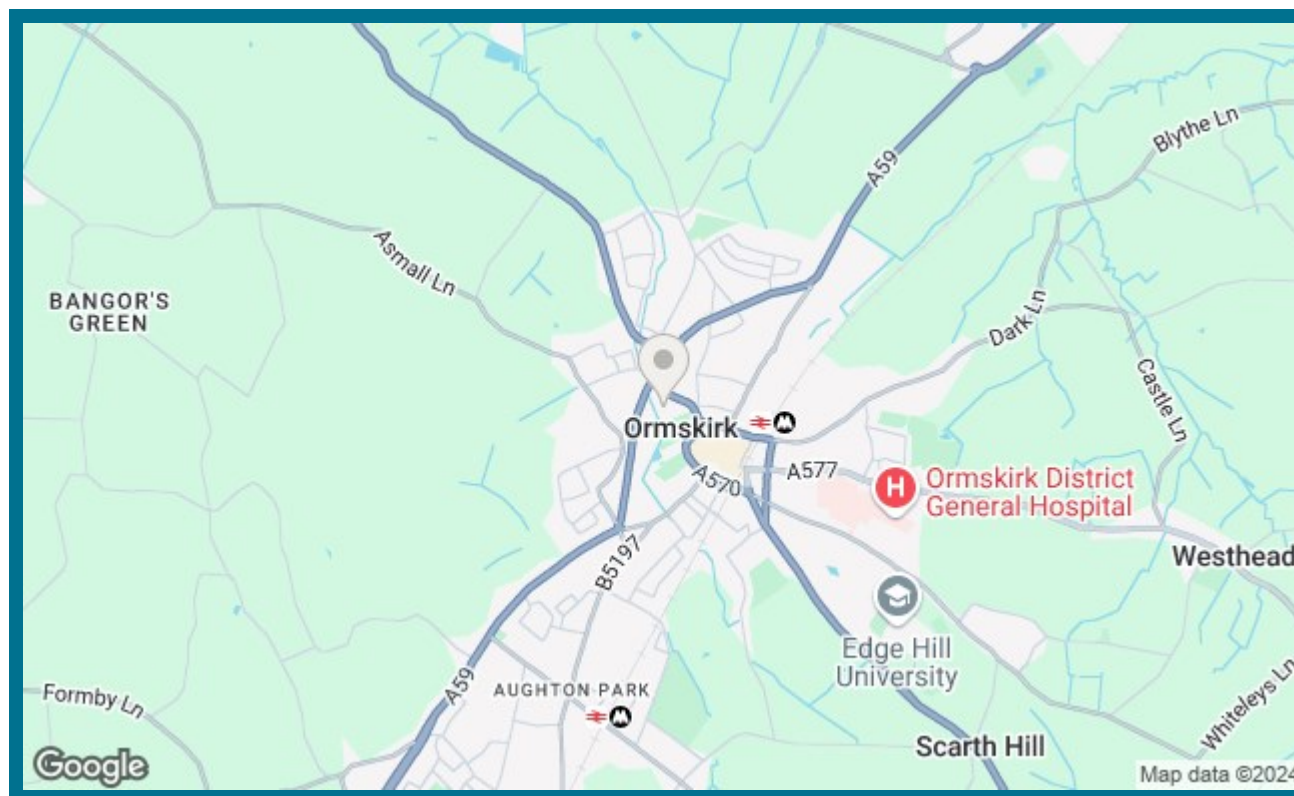 Blythe Ln
A59
Asmall Ln
BANGOR'S
GREEN
Dark Ln
Castle Ln
Ormskirk
A577
A570
H
Ormskirk District
General Hospital
B5197
Westhead
Edge Hill
University
A59
AUGHTON PARK
Formby Ln
Whiteleys Ln
Scarth Hill
Google
Map data ©2024